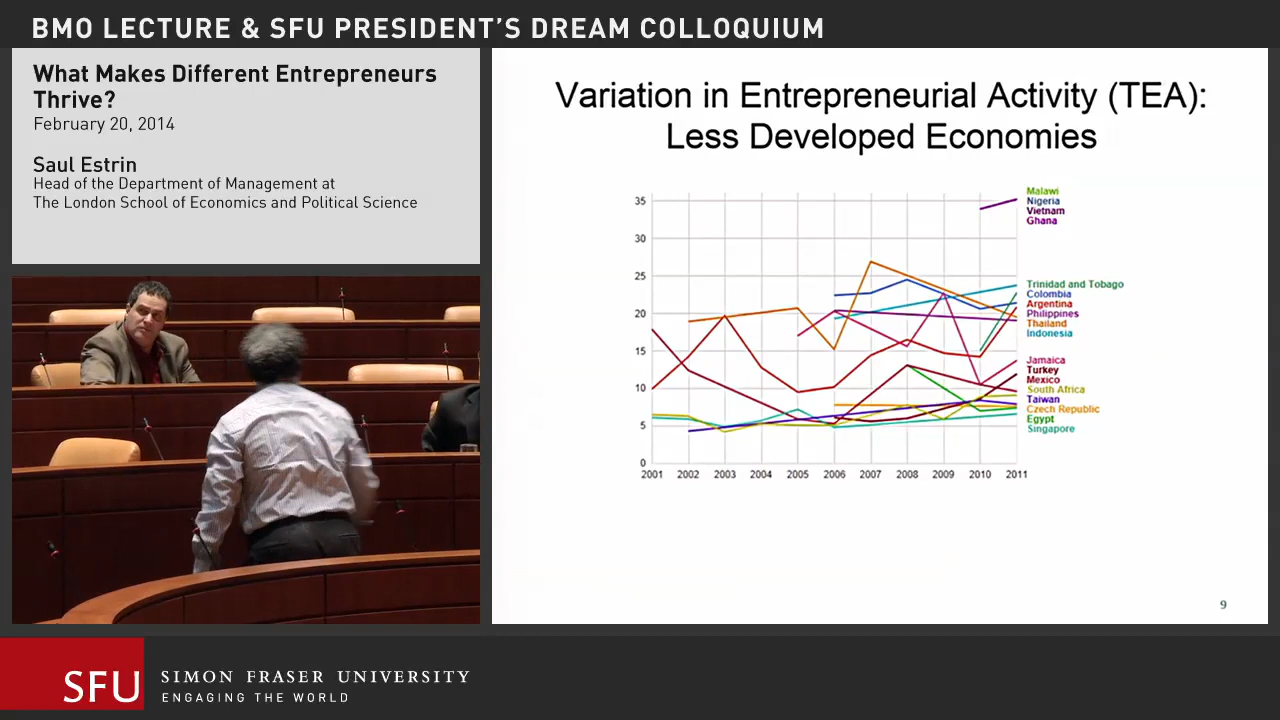 BMO LECTURE & SFU PRESIDENT'S DREAM COLLOQUIUM
What Makes Different Entrepreneurs
Thrive?
February 20, 2014
Saul Estrin
Head of the Department of Management at
The London School of Economics and Political Science
Variation in Entrepreneurial Activity (TEA):
Less Developed Economies
35
30
25
20
15
10
5
0
2001 2002 2003 2004 2005 2006 2007 2008 2009 2010 2011
Malawi
Nigeria
Vietnam
Ghana
Trinidad and Tobago
Colombia
Argentina
Philippines
Thailand
Indonesia
Jamaica
Turkey
Mexico
South Africa
Taiwan
Czech Republic
Egypt
Singapore
9
SFU
SIMON FRASER UNIVERSITY
ENGAGING THE WORLD